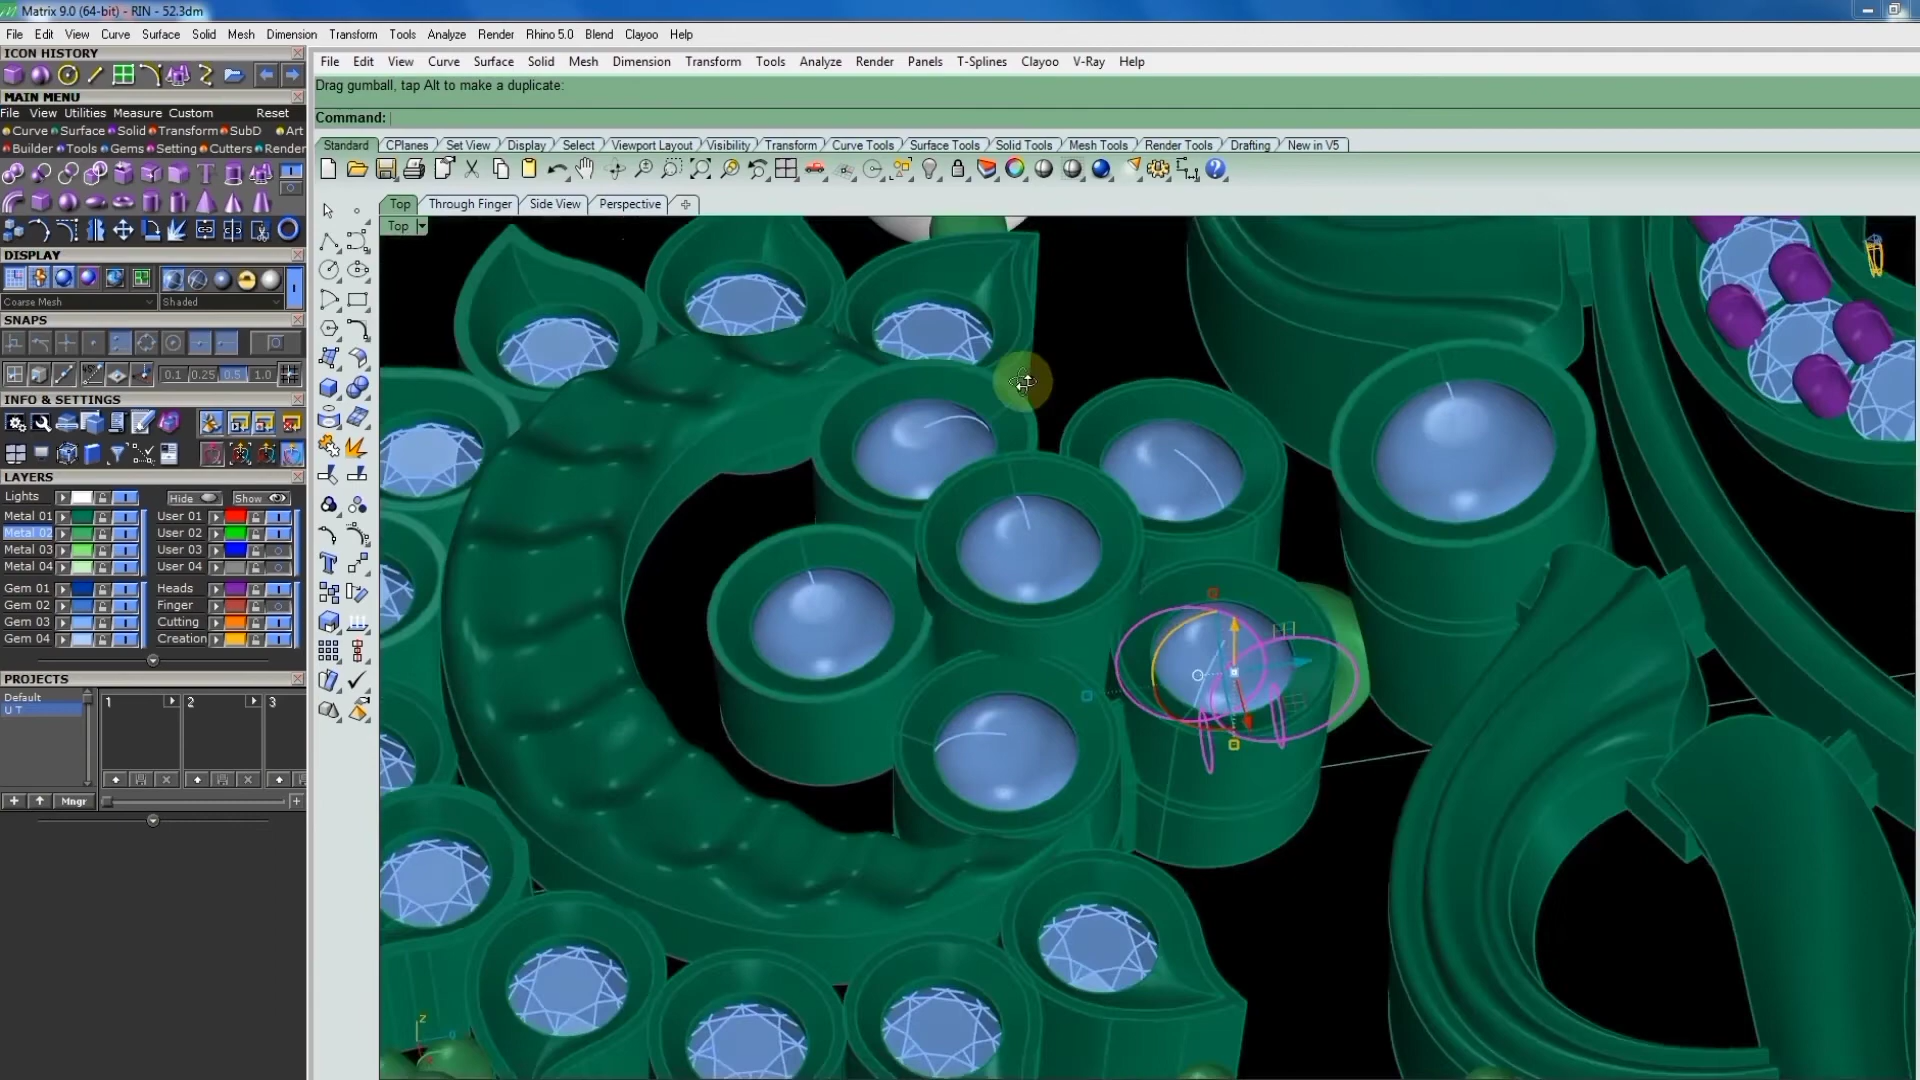 Matrix 9.0 (64-bit) - RIN - 52.3dm
File Edit View Curve Surface Solid Mesh Dimension Transform Tools Analyze Render Rhino 5.0 Blend Clayoo Help
ICON HISTORY
MAIN MENU
File View Utilities Measure Custom Reset
Curve Surface Solid Transform SubD Art
Builder Tools Gems Setting Cutters Render
DISPLAY
Coarse Mesh Shaded
SNAPS
0.1 0.25 0.5 1.0
INFO & SETTINGS
LAYERS
Lights Hide Show
Metal 01 User 01
Metal 02 User 02
Metal 03 User 03
Metal 04 User 04
Gem 01 Heads
Gem 02 Finger
Gem 03 Cutting
Gem 04 Creation
PROJECTS
Default
U T
1 2 3
Mngr
File Edit View Curve Surface Solid Mesh Dimension Transform Tools Analyze Render Panels T-Splines Clayoo V-Ray Help
Drag gumball, tap Alt to make a duplicate:
Command:
Standard CPlanes Set View Display Select Viewport Layout Visibility Transform Curve Tools Surface Tools Solid Tools Mesh Tools Render Tools Drafting New in V5
Top Through Finger Side View Perspective
Top
z